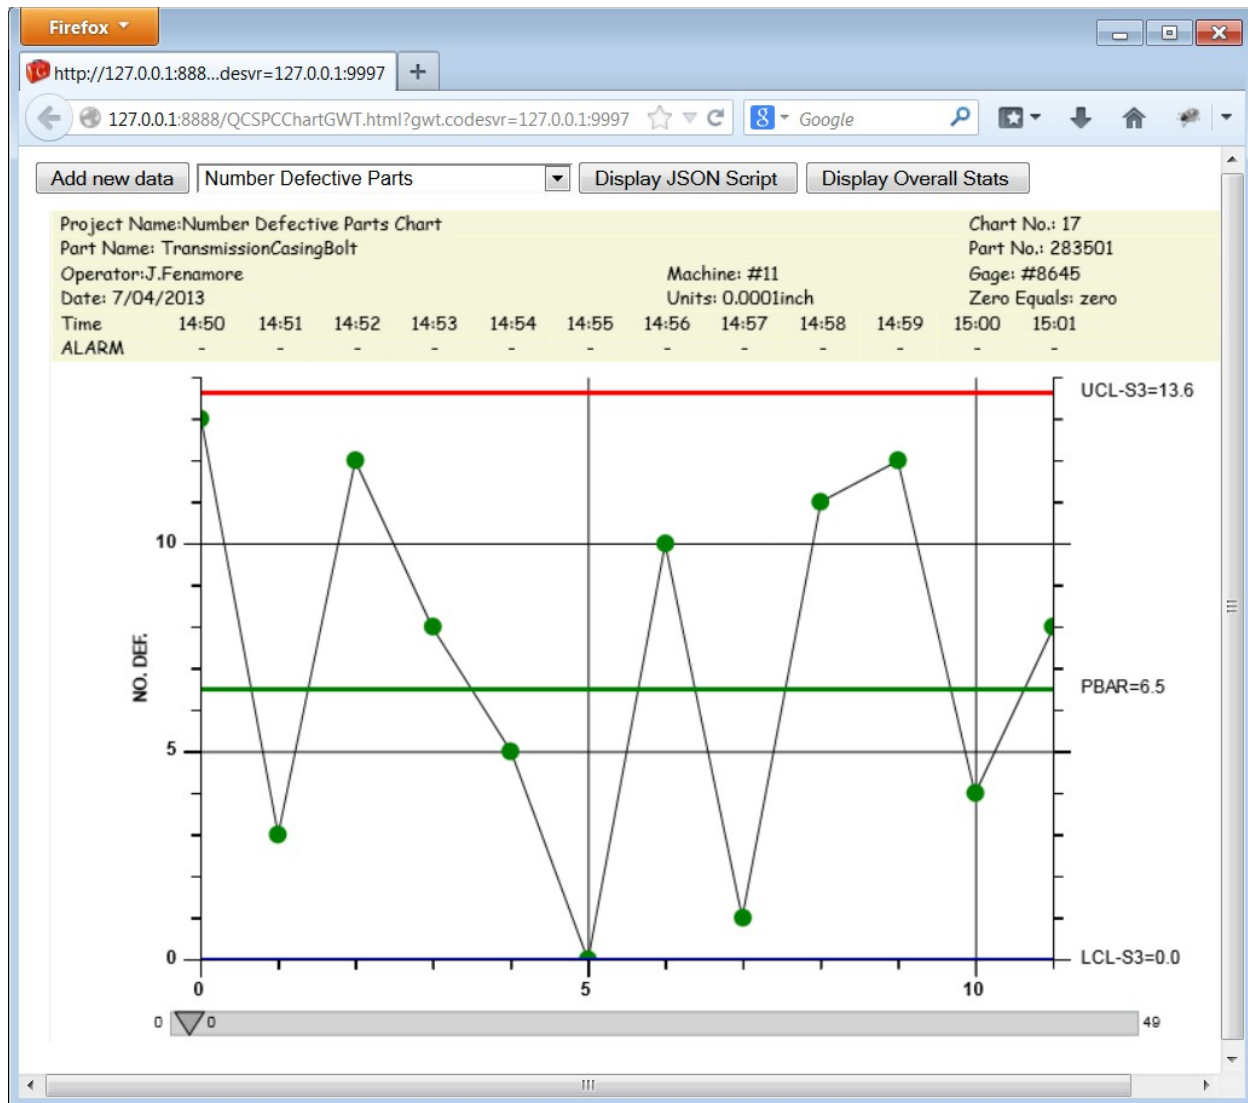 Firefox
http://127.0.0.1:888...desvr=127.0.0.1:9997 +
127.0.0.1:8888/QCSPCChartGWT.html?gwt.codesvr=127.0.0.1:9997 8 Google
Add new data Number Defective Parts Display JSON Script Display Overall Stats
Project Name:Number Defective Parts Chart Chart No.: 17
Part Name: TransmissionCasingBolt Part No.: 283501
Operator:J.Fenamore Machine: #11 Gage: #8645
Date: 7/04/2013 Units: 0.0001inch Zero Equals: zero
Time 14:50 14:51 14:52 14:53 14:54 14:55 14:56 14:57 14:58 14:59 15:00 15:01
ALARM - - - - - - - - - - - -
UCL-S3=13.6
10
NO. DEF.
PBAR=6.5
5
0 LCL-S3=0.0
0 5 10
0 0 49